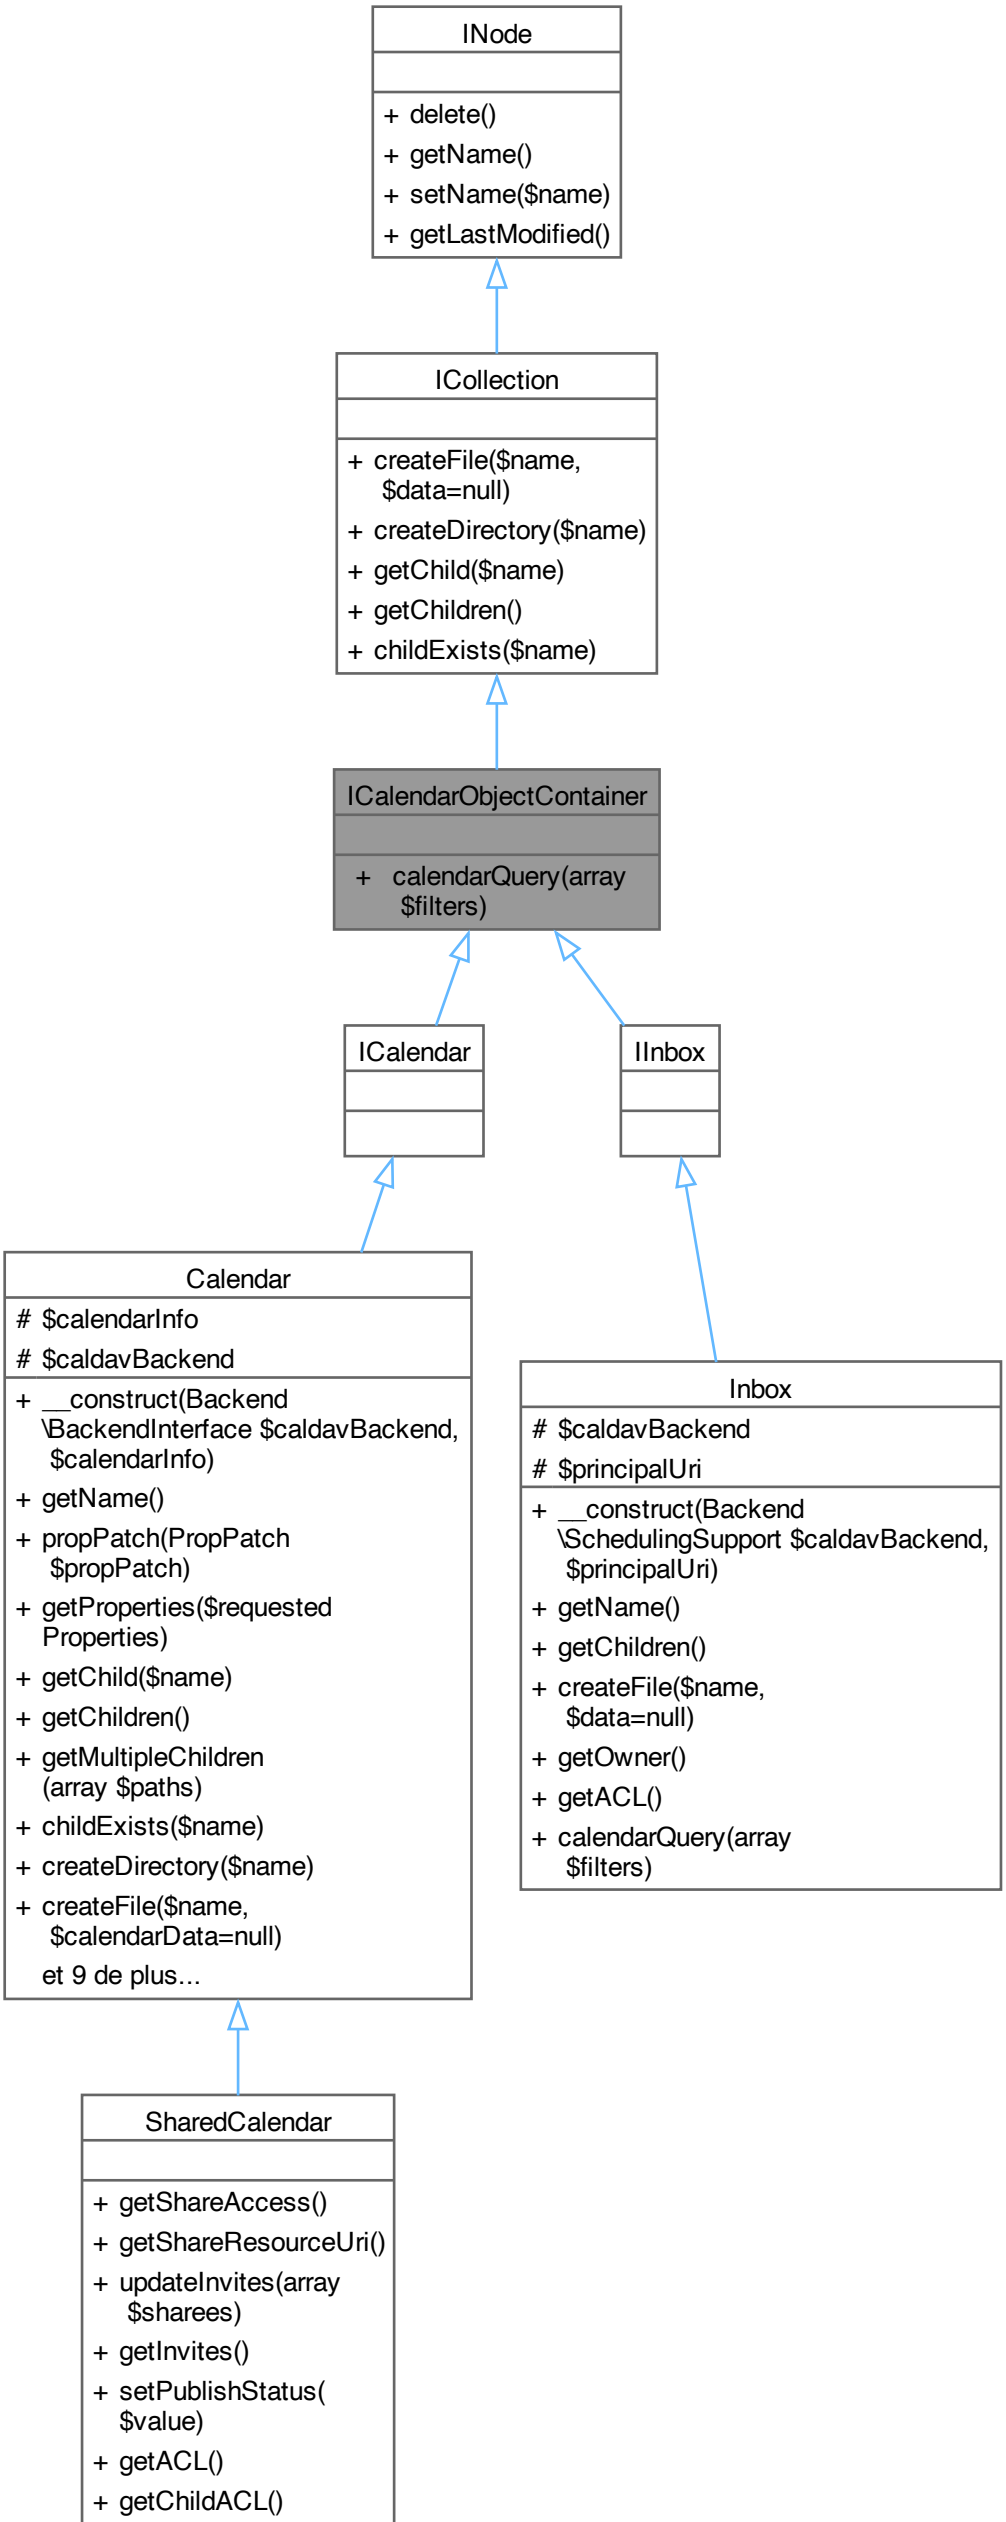 INode
+ delete()
+ getName()
+ setName($name)
+ getLastModified()
ICollection
+ createFile($name,
$data=null)
+ createDirectory($name)
+ getChild($name)
+ getChildren()
+ childExists($name)
ICalendarObjectContainer
+ calendarQuery(array
$filters)
ICalendar
IInbox
Calendar
# $calendarInfo
# $caldavBackend
+ __construct(Backend
\BackendInterface $caldavBackend,
$calendarInfo)
+ getName()
+ propPatch(PropPatch
$propPatch)
+ getProperties($requested
Properties)
+ getChild($name)
+ getChildren()
+ getMultipleChildren
(array $paths)
+ childExists($name)
+ createDirectory($name)
+ createFile($name,
$calendarData=null)
et 9 de plus...
Inbox
# $caldavBackend
# $principalUri
+ __construct(Backend
\SchedulingSupport $caldavBackend,
$principalUri)
+ getName()
+ getChildren()
+ createFile($name,
$data=null)
+ getOwner()
+ getACL()
+ calendarQuery(array
$filters)
SharedCalendar
+ getShareAccess()
+ getShareResourceUri()
+ updateInvites(array
$sharees)
+ getInvites()
+ setPublishStatus(
$value)
+ getACL()
+ getChildACL()